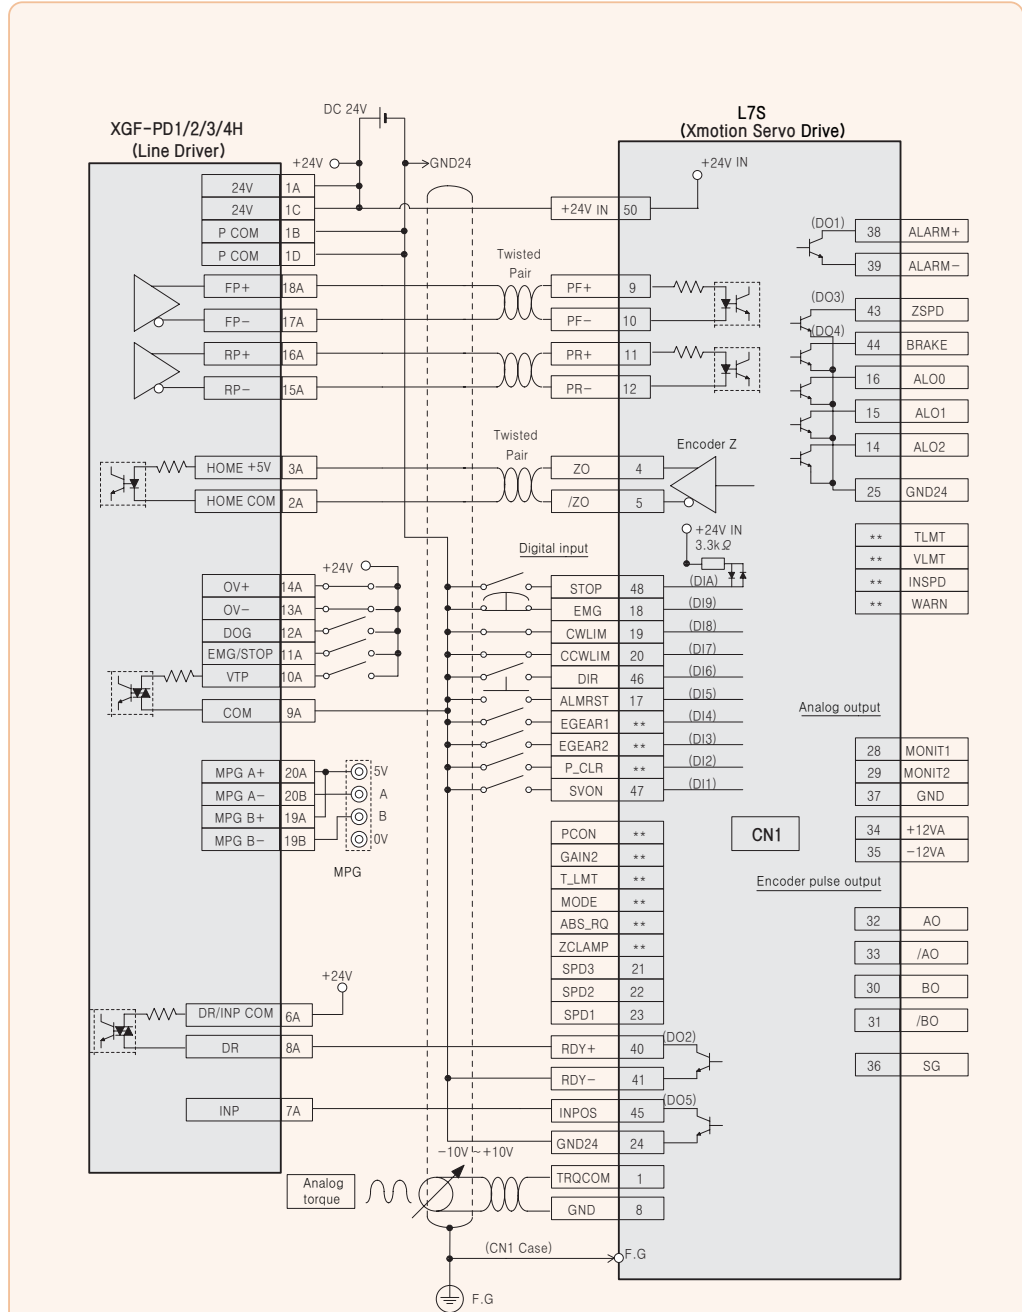 DC 24V
XGF-PD1/2/3/4H
(Line Driver)
L7S
(Xmotion Servo Drive)
+24V
GND24
+24V IN
24V 1A
24V 1C
P COM 1B
P COM 1D
+24V IN 50
(DO1)
38 ALARM+
39 ALARM-
Twisted
Pair
FP+ 18A
FP- 17A
RP+ 16A
RP- 15A
PF+ 9
PF- 10
PR+ 11
PR- 12
(DO3)
43 ZSPD
(DO4)
44 BRAKE
16 ALO0
15 ALO1
14 ALO2
25 GND24
Twisted
Pair
Encoder Z
HOME +5V 3A
HOME COM 2A
ZO 4
/ZO 5
+24V IN
3.3kΩ
Digital input
** TLMT
** VLMT
** INSPD
** WARN
+24V
OV+ 14A
OV- 13A
DOG 12A
EMG/STOP 11A
VTP 10A
COM 9A
STOP 48 (DIA)
EMG 18 (DI9)
CWLIM 19 (DI8)
CCWLIM 20 (DI7)
DIR 46 (DI6)
ALMRST 17 (DI5)
EGEAR1 ** (DI4)
EGEAR2 ** (DI3)
P_CLR ** (DI2)
SVON 47 (DI1)
Analog output
28 MONIT1
29 MONIT2
37 GND
34 +12VA
35 -12VA
MPG A+ 20A 5V
MPG A- 20B A
MPG B+ 19A B
MPG B- 19B 0V
MPG
CN1
PCON **
GAIN2 **
T_LMT **
MODE **
ABS_RQ **
ZCLAMP **
SPD3 21
SPD2 22
SPD1 23
Encoder pulse output
32 AO
33 /AO
30 BO
31 /BO
36 SG
+24V
DR/INP COM 6A
DR 8A
INP 7A
RDY+ 40 (DO2)
RDY- 41
INPOS 45 (DO5)
GND24 24
-10V ~+10V
Analog
torque
TRQCOM 1
GND 8
(CN1 Case)
F.G
F.G